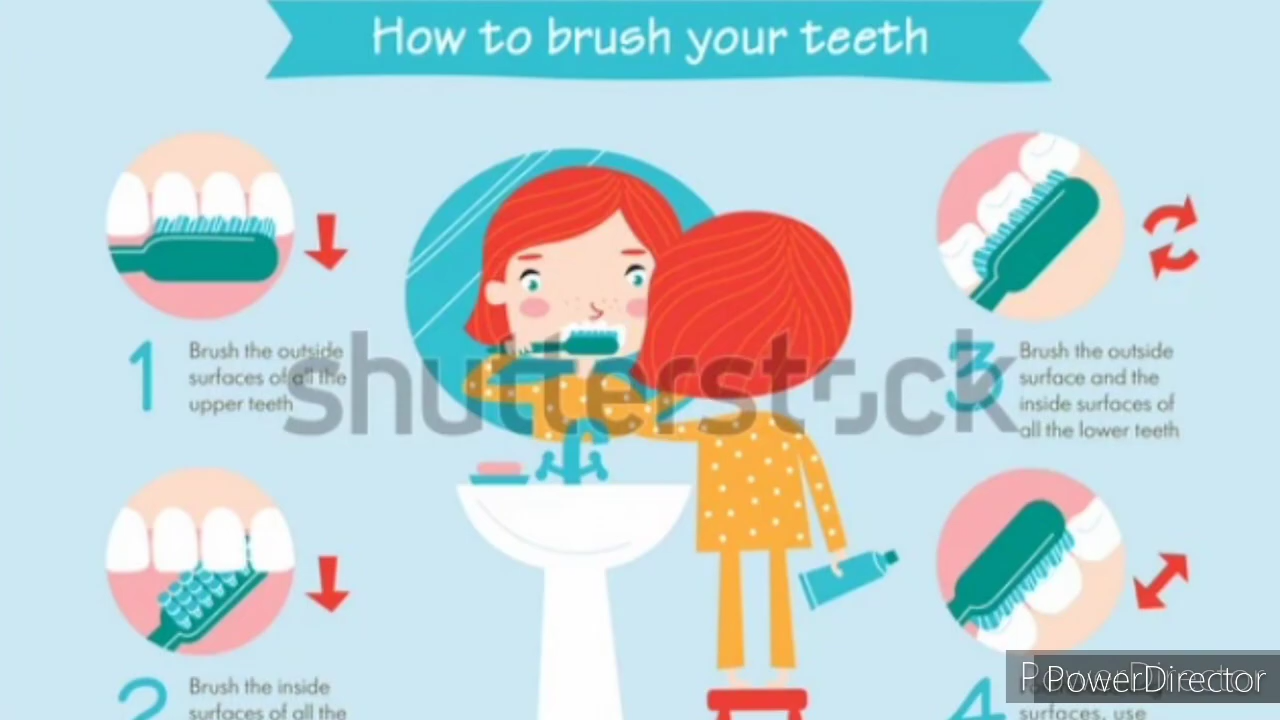 How to brush your teeth
1
Brush the outside
surfaces of all the
upper teeth
2
Brush the inside
surfaces of all the
3
Brush the outside
surface and the
inside surfaces of
all the lower teeth
4
surfaces, use
shutterstock
PowerDirector
PowerDirector